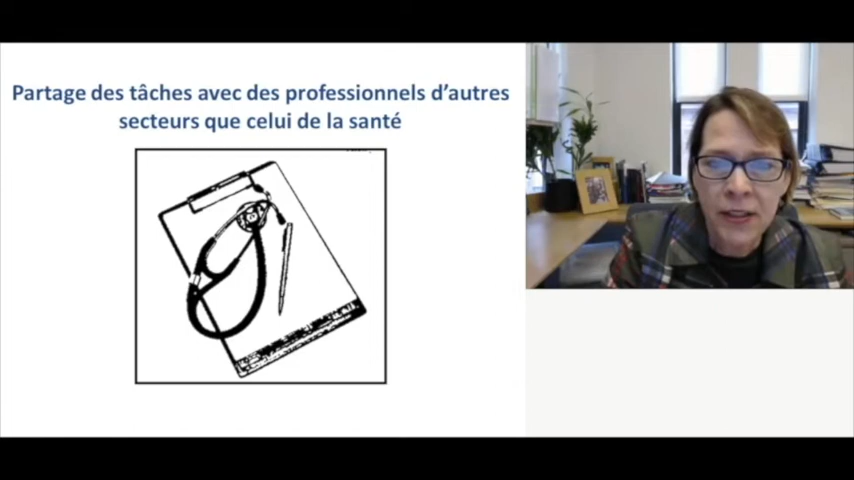 Partage des tâches avec des professionnels d'autres
secteurs que celui de la santé